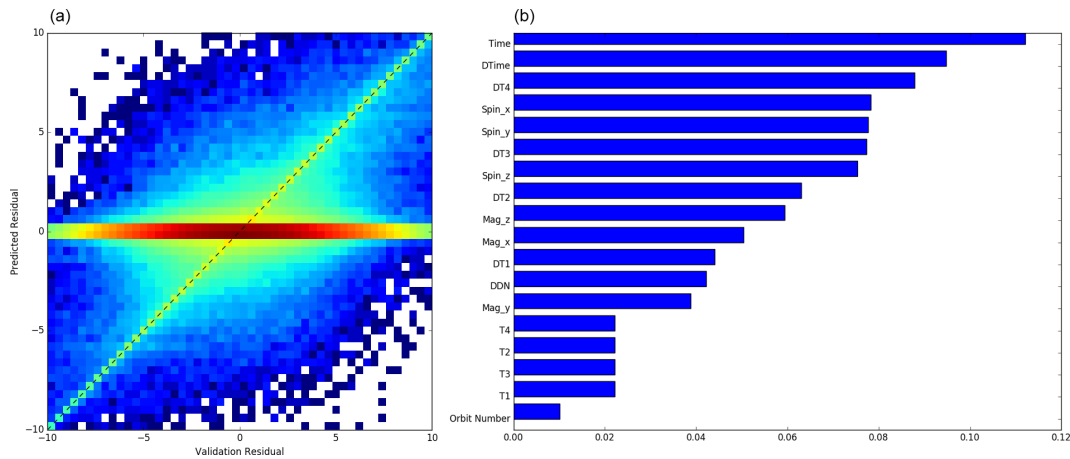 (a)
10
5
0
−5
−10
−10
−5
0
5
10
Predicted Residual
Validation Residual
(b)
Time
DTime
DT4
Spin_x
Spin_y
DT3
Spin_z
DT2
Mag_z
Mag_x
DT1
DDN
Mag_y
T4
T2
T3
T1
Orbit Number
0.00
0.02
0.04
0.06
0.08
0.10
0.12